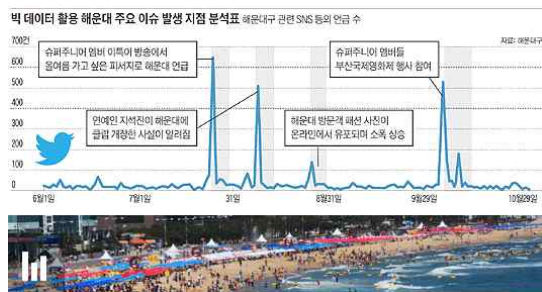 빅 데이터 활용 해운대 주요 이슈 발생 지점 분석표 해운대구 관련 SNS 등의 언급 수
700건
자료: 해운대구
슈퍼주니어 멤버 이특이 방송에서
올여름 가고 싶은 피서지로 해운대 언급
슈퍼주니어 멤버들
부산국제영화제 행사 참여
600
500
400
연예인 지석진이 해운대에
클럽 개장한 사실이 알려짐
해운대 방문객 패션 사진이
온라인에서 유포되며 소폭 상승
300
200
100
0
6월1일
7월1일
31일
8월31일
9월29일
10월29일